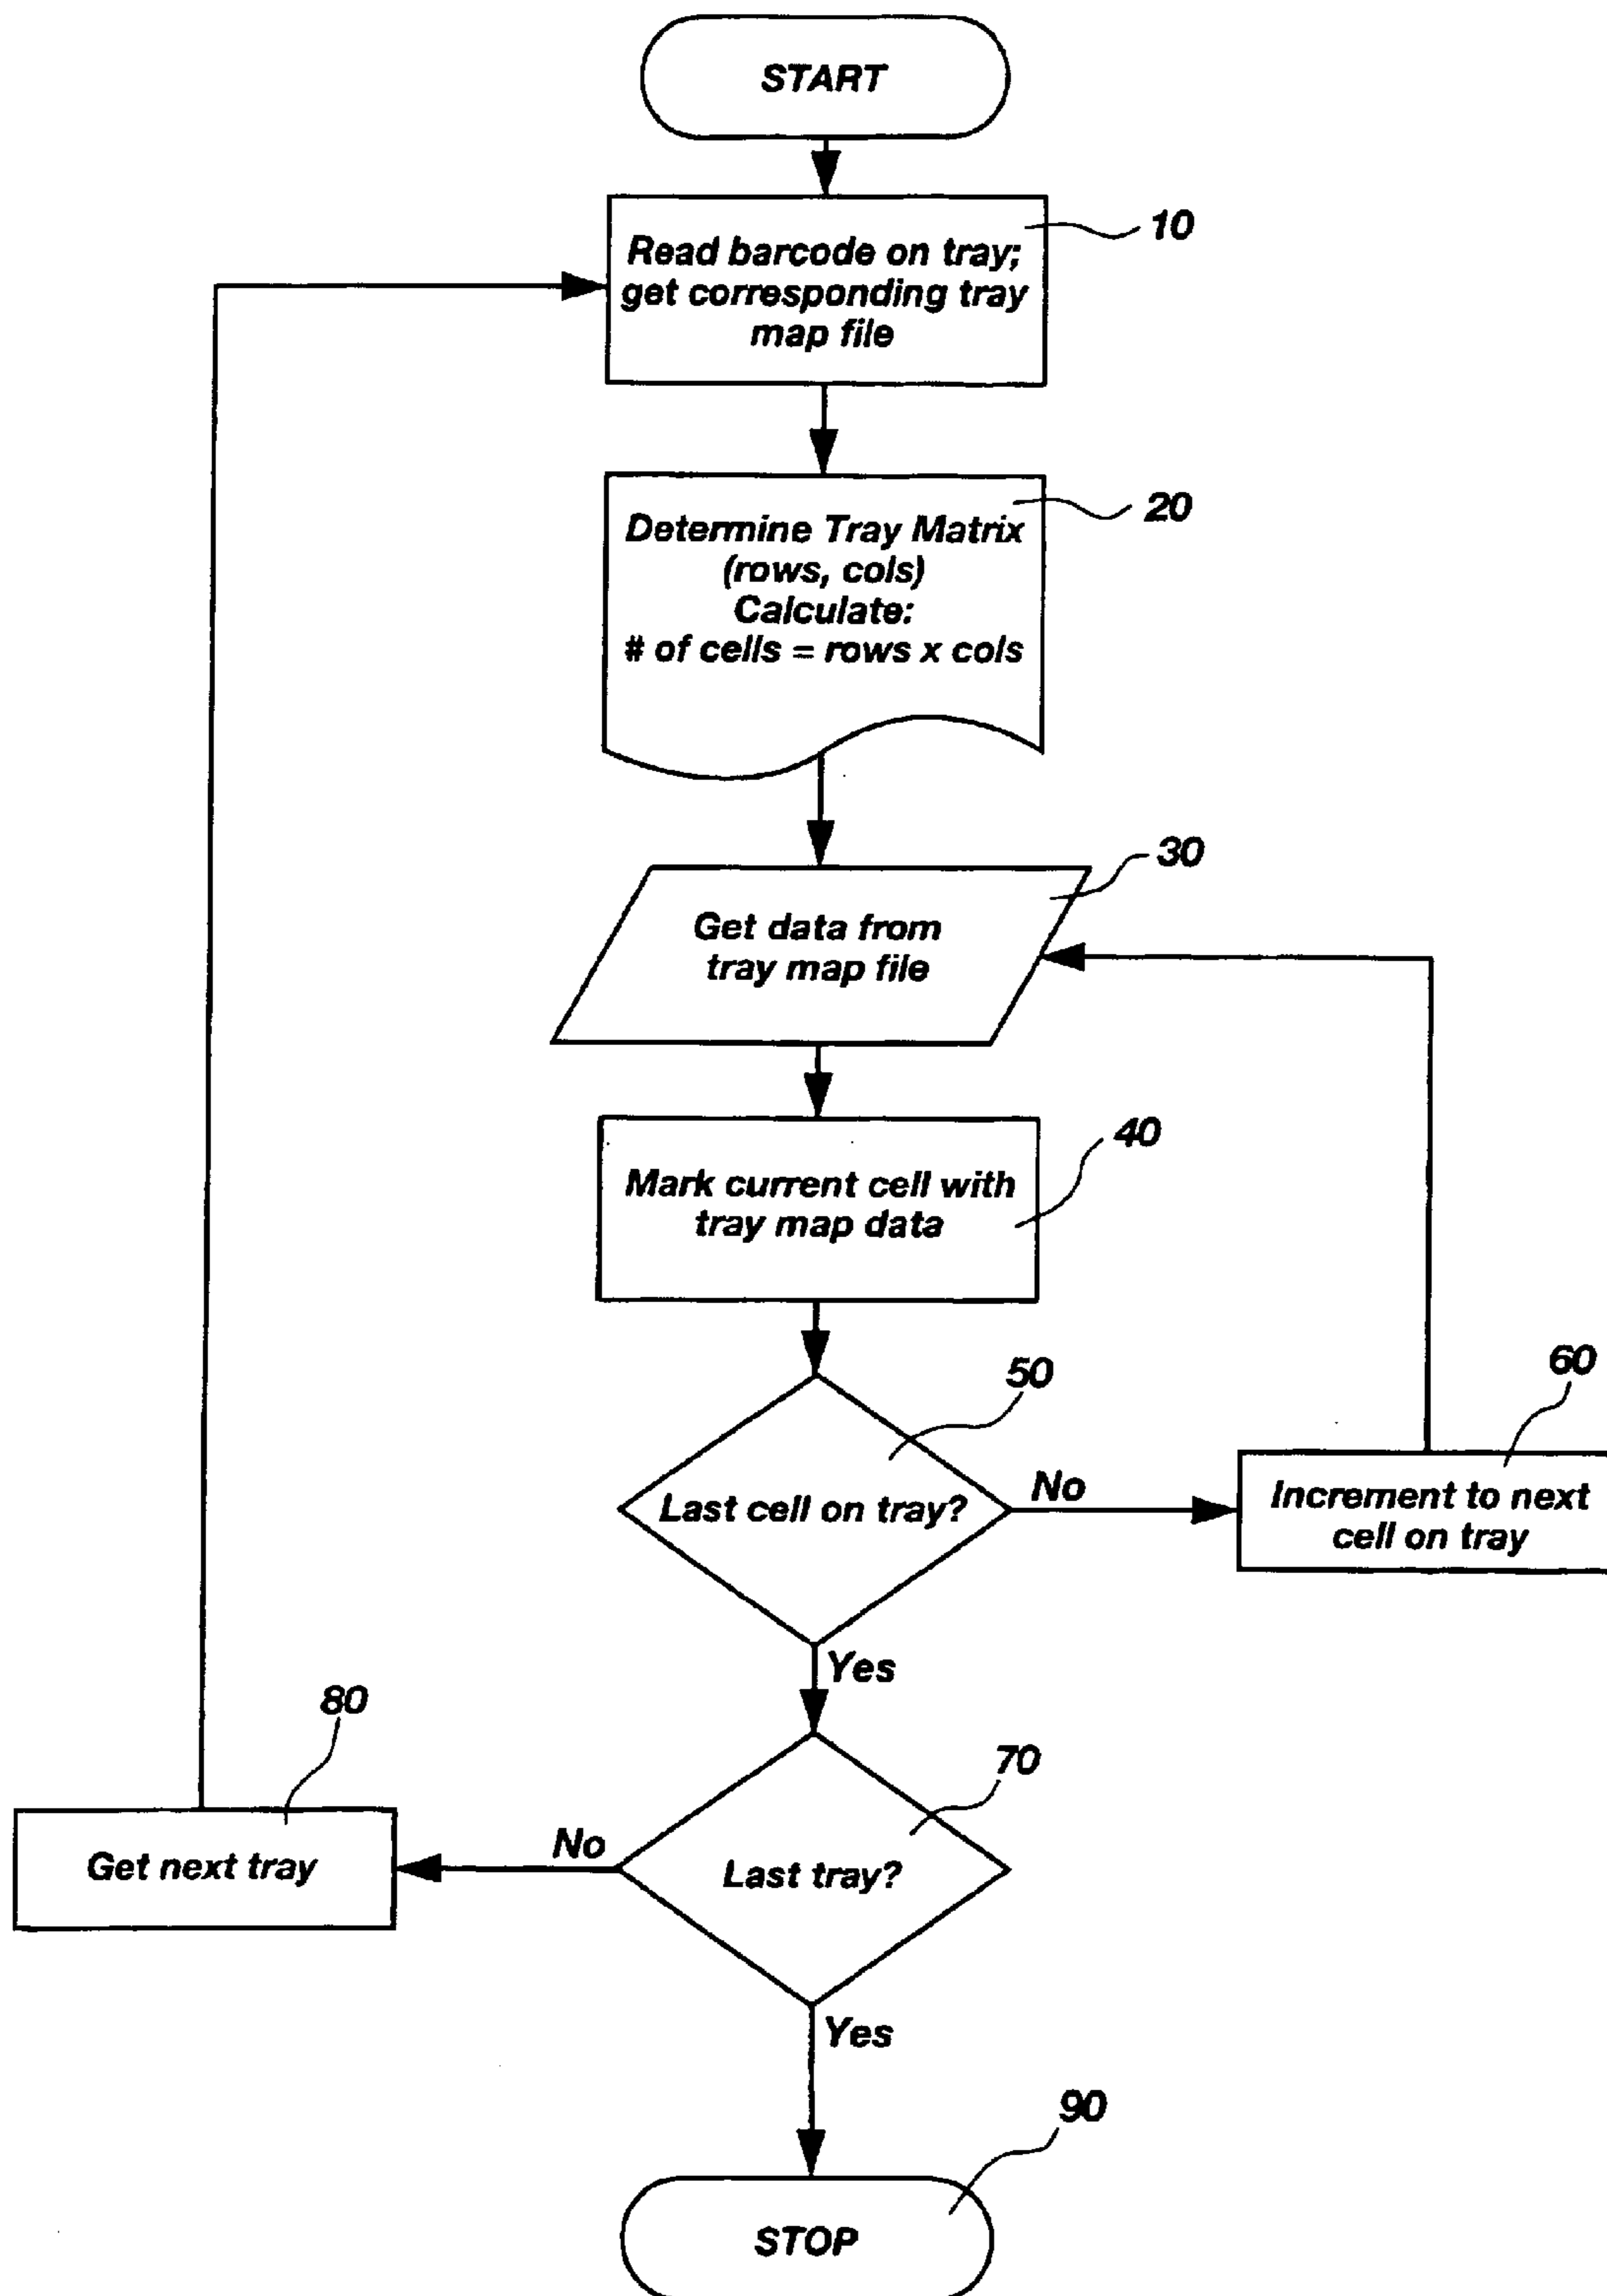 START
10
Read barcode on tray;
get corresponding tray
map file
20
Determine Tray Matrix
(rows, cols)
Calculate:
# of cells = rows x cols
30
Get data from
tray map file
40
Mark current cell with
tray map data
50
60
Last cell on tray?
No
Increment to next
cell on tray
Yes
80
70
No
Get next tray
Last tray?
Yes
90
STOP